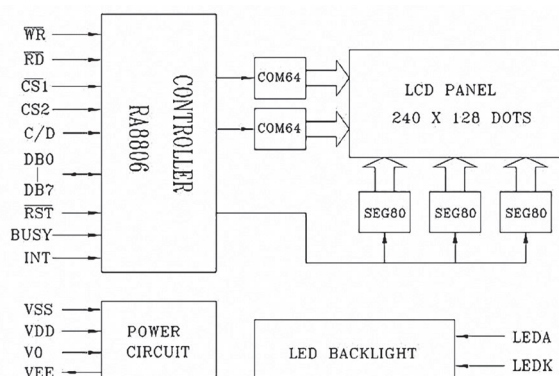 WR
RD
CS1
CS2
C/D
DB0
DB7
RST
BUSY
INT
CONTROLLER
RA8806
COM64
COM64
LCD PANEL
240 X 128 DOTS
SEG80
SEG80
SEG80
VSS
VDD
V0
VEE
POWER
CIRCUIT
LED BACKLIGHT
LEDA
LEDK